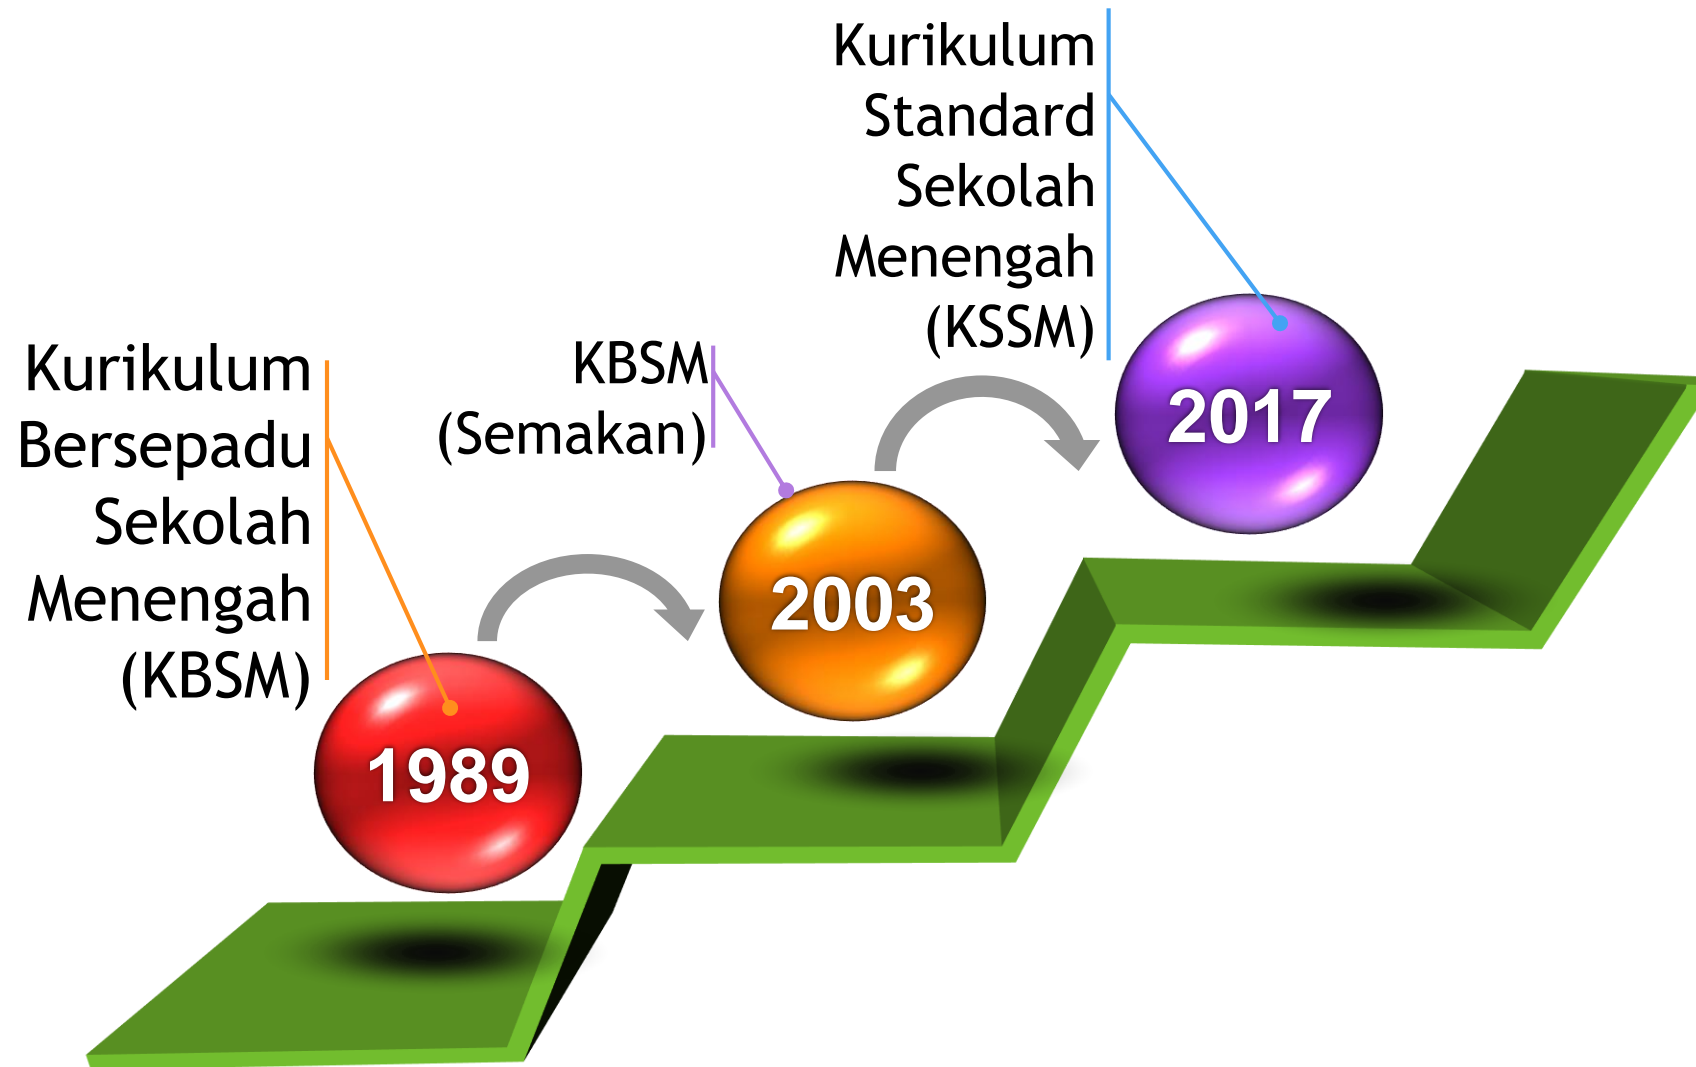 Kurikulum
Bersepadu
Sekolah
Menengah
(KBSM)
1989
KBSM
(Semakan)
2003
Kurikulum
Standard
Sekolah
Menengah
(KSSM)
2017